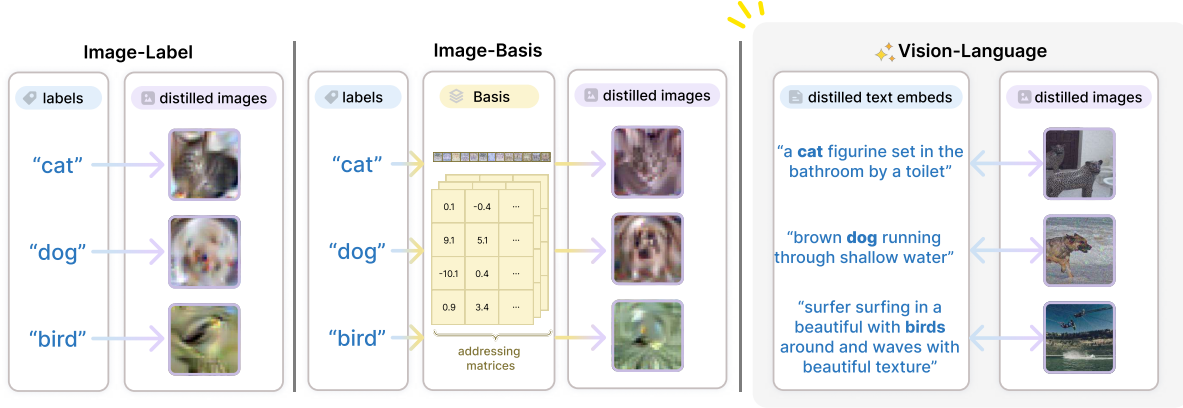 Image-Label
labels
distilled images
“cat”
“dog”
“bird”
Image-Basis
labels
Basis
distilled images
“cat”
“dog”
“bird”
0.1 -0.4 ...
9.1 5.1 ...
-10.1 0.4 ...
0.9 3.4 ...
addressing
matrices
Vision-Language
distilled text embeds
distilled images
“a cat figurine set in the
bathroom by a toilet”
“brown dog running
through shallow water”
“surfer surfing in a
beautiful with birds
around and waves with
beautiful texture”